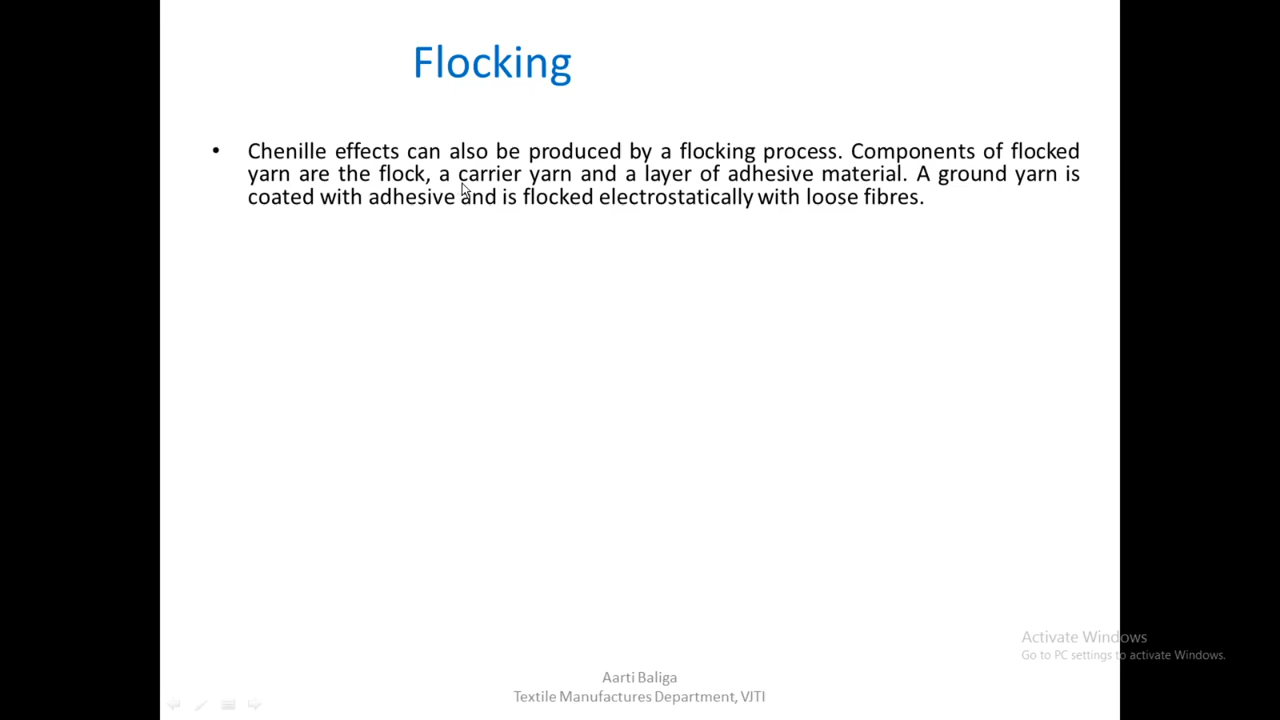 Flocking
• Chenille effects can also be produced by a flocking process. Components of flocked
yarn are the flock, a carrier yarn and a layer of adhesive material. A ground yarn is
coated with adhesive and is flocked electrostatically with loose fibres.
Activate Windows
Go to PC settings to activate Windows.
Aarti Baliga
Textile Manufactures Department, VJTI